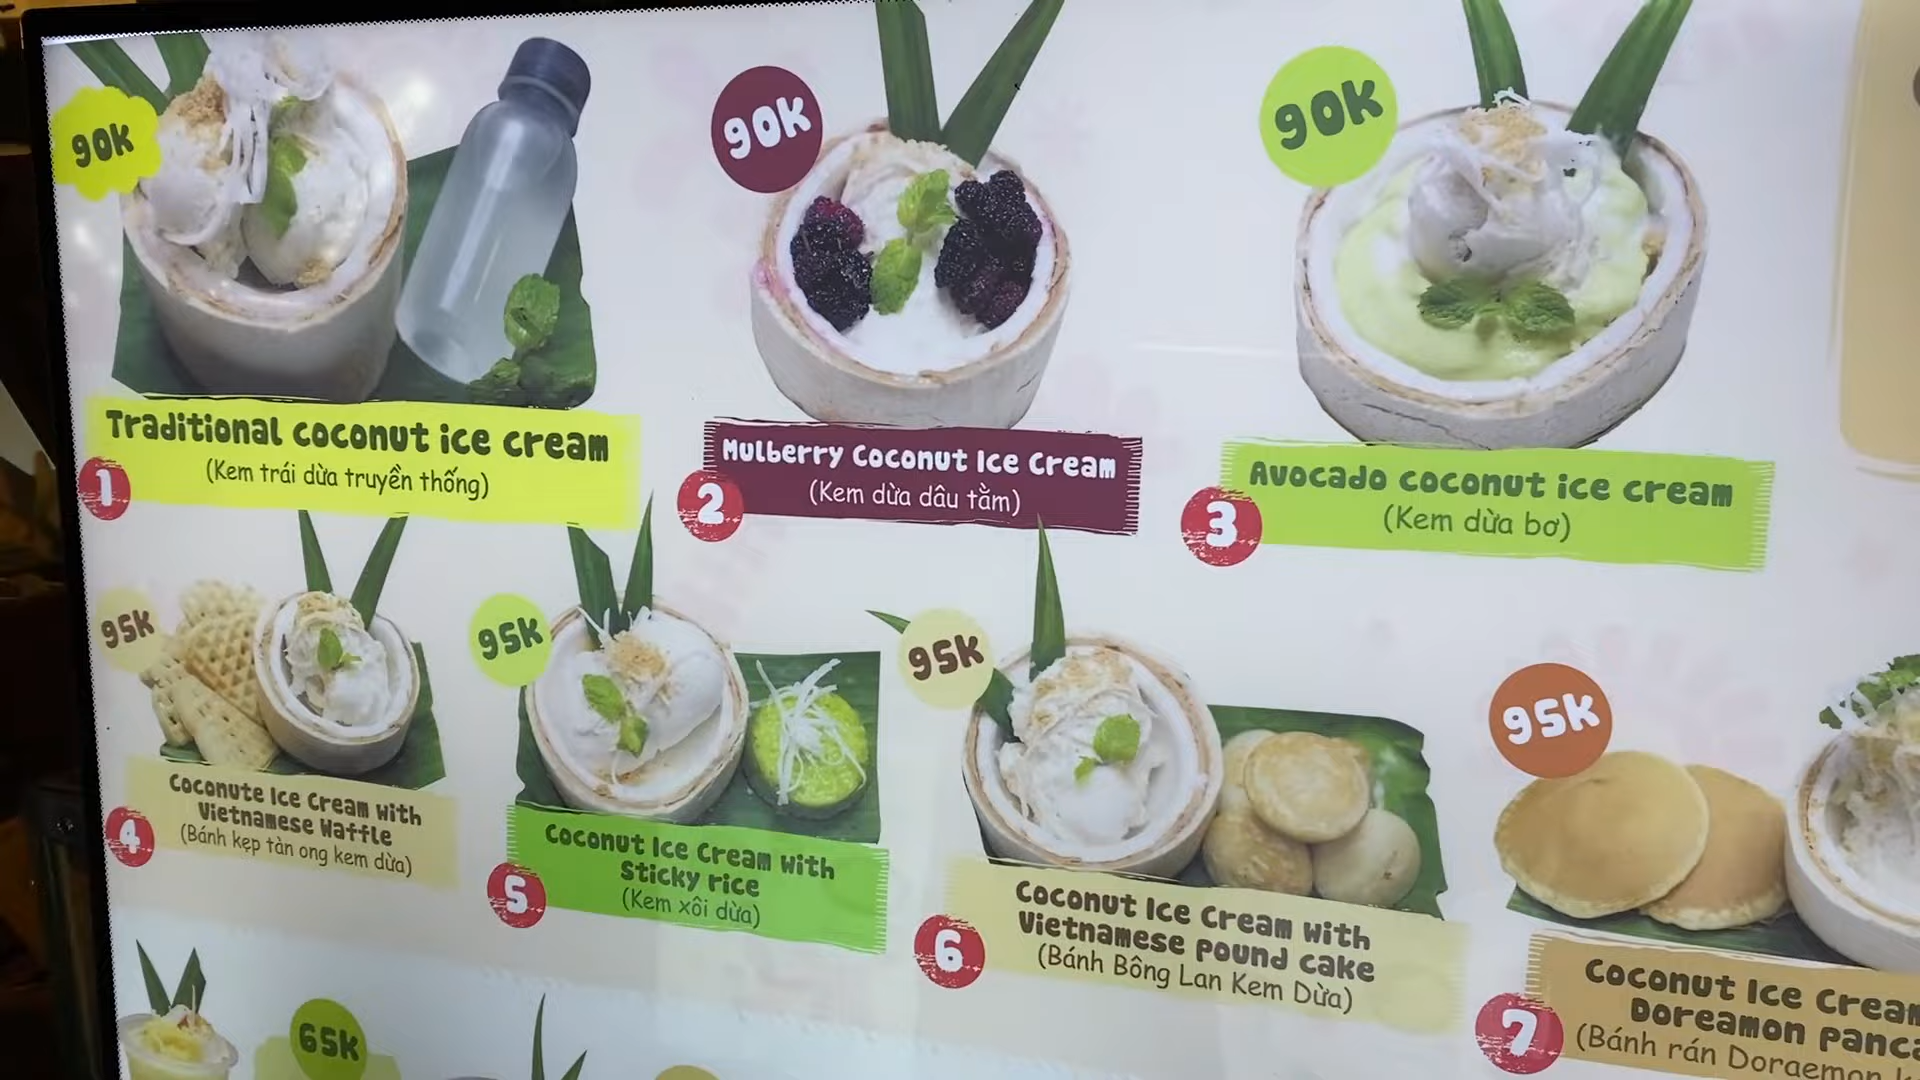 90K
Traditional coconut ice cream
(Kem trái dừa truyền thống)
1
90K
Mulberry Coconut Ice Cream
(Kem dừa dâu tằm)
2
90K
Avocado coconut ice cream
(Kem dừa bơ)
3
95K
Coconute Ice Cream with
Vietnamese Waffle
(Bánh kẹp tàn ong kem dừa)
4
95K
Coconut Ice Cream with
Sticky rice
(Kem xôi dừa)
5
95K
Coconut Ice Cream with
Vietnamese pound cake
(Bánh Bông Lan Kem Dừa)
6
95K
Coconut Ice Cream
Doreamon
(Bánh rán Doraemon
7
65K